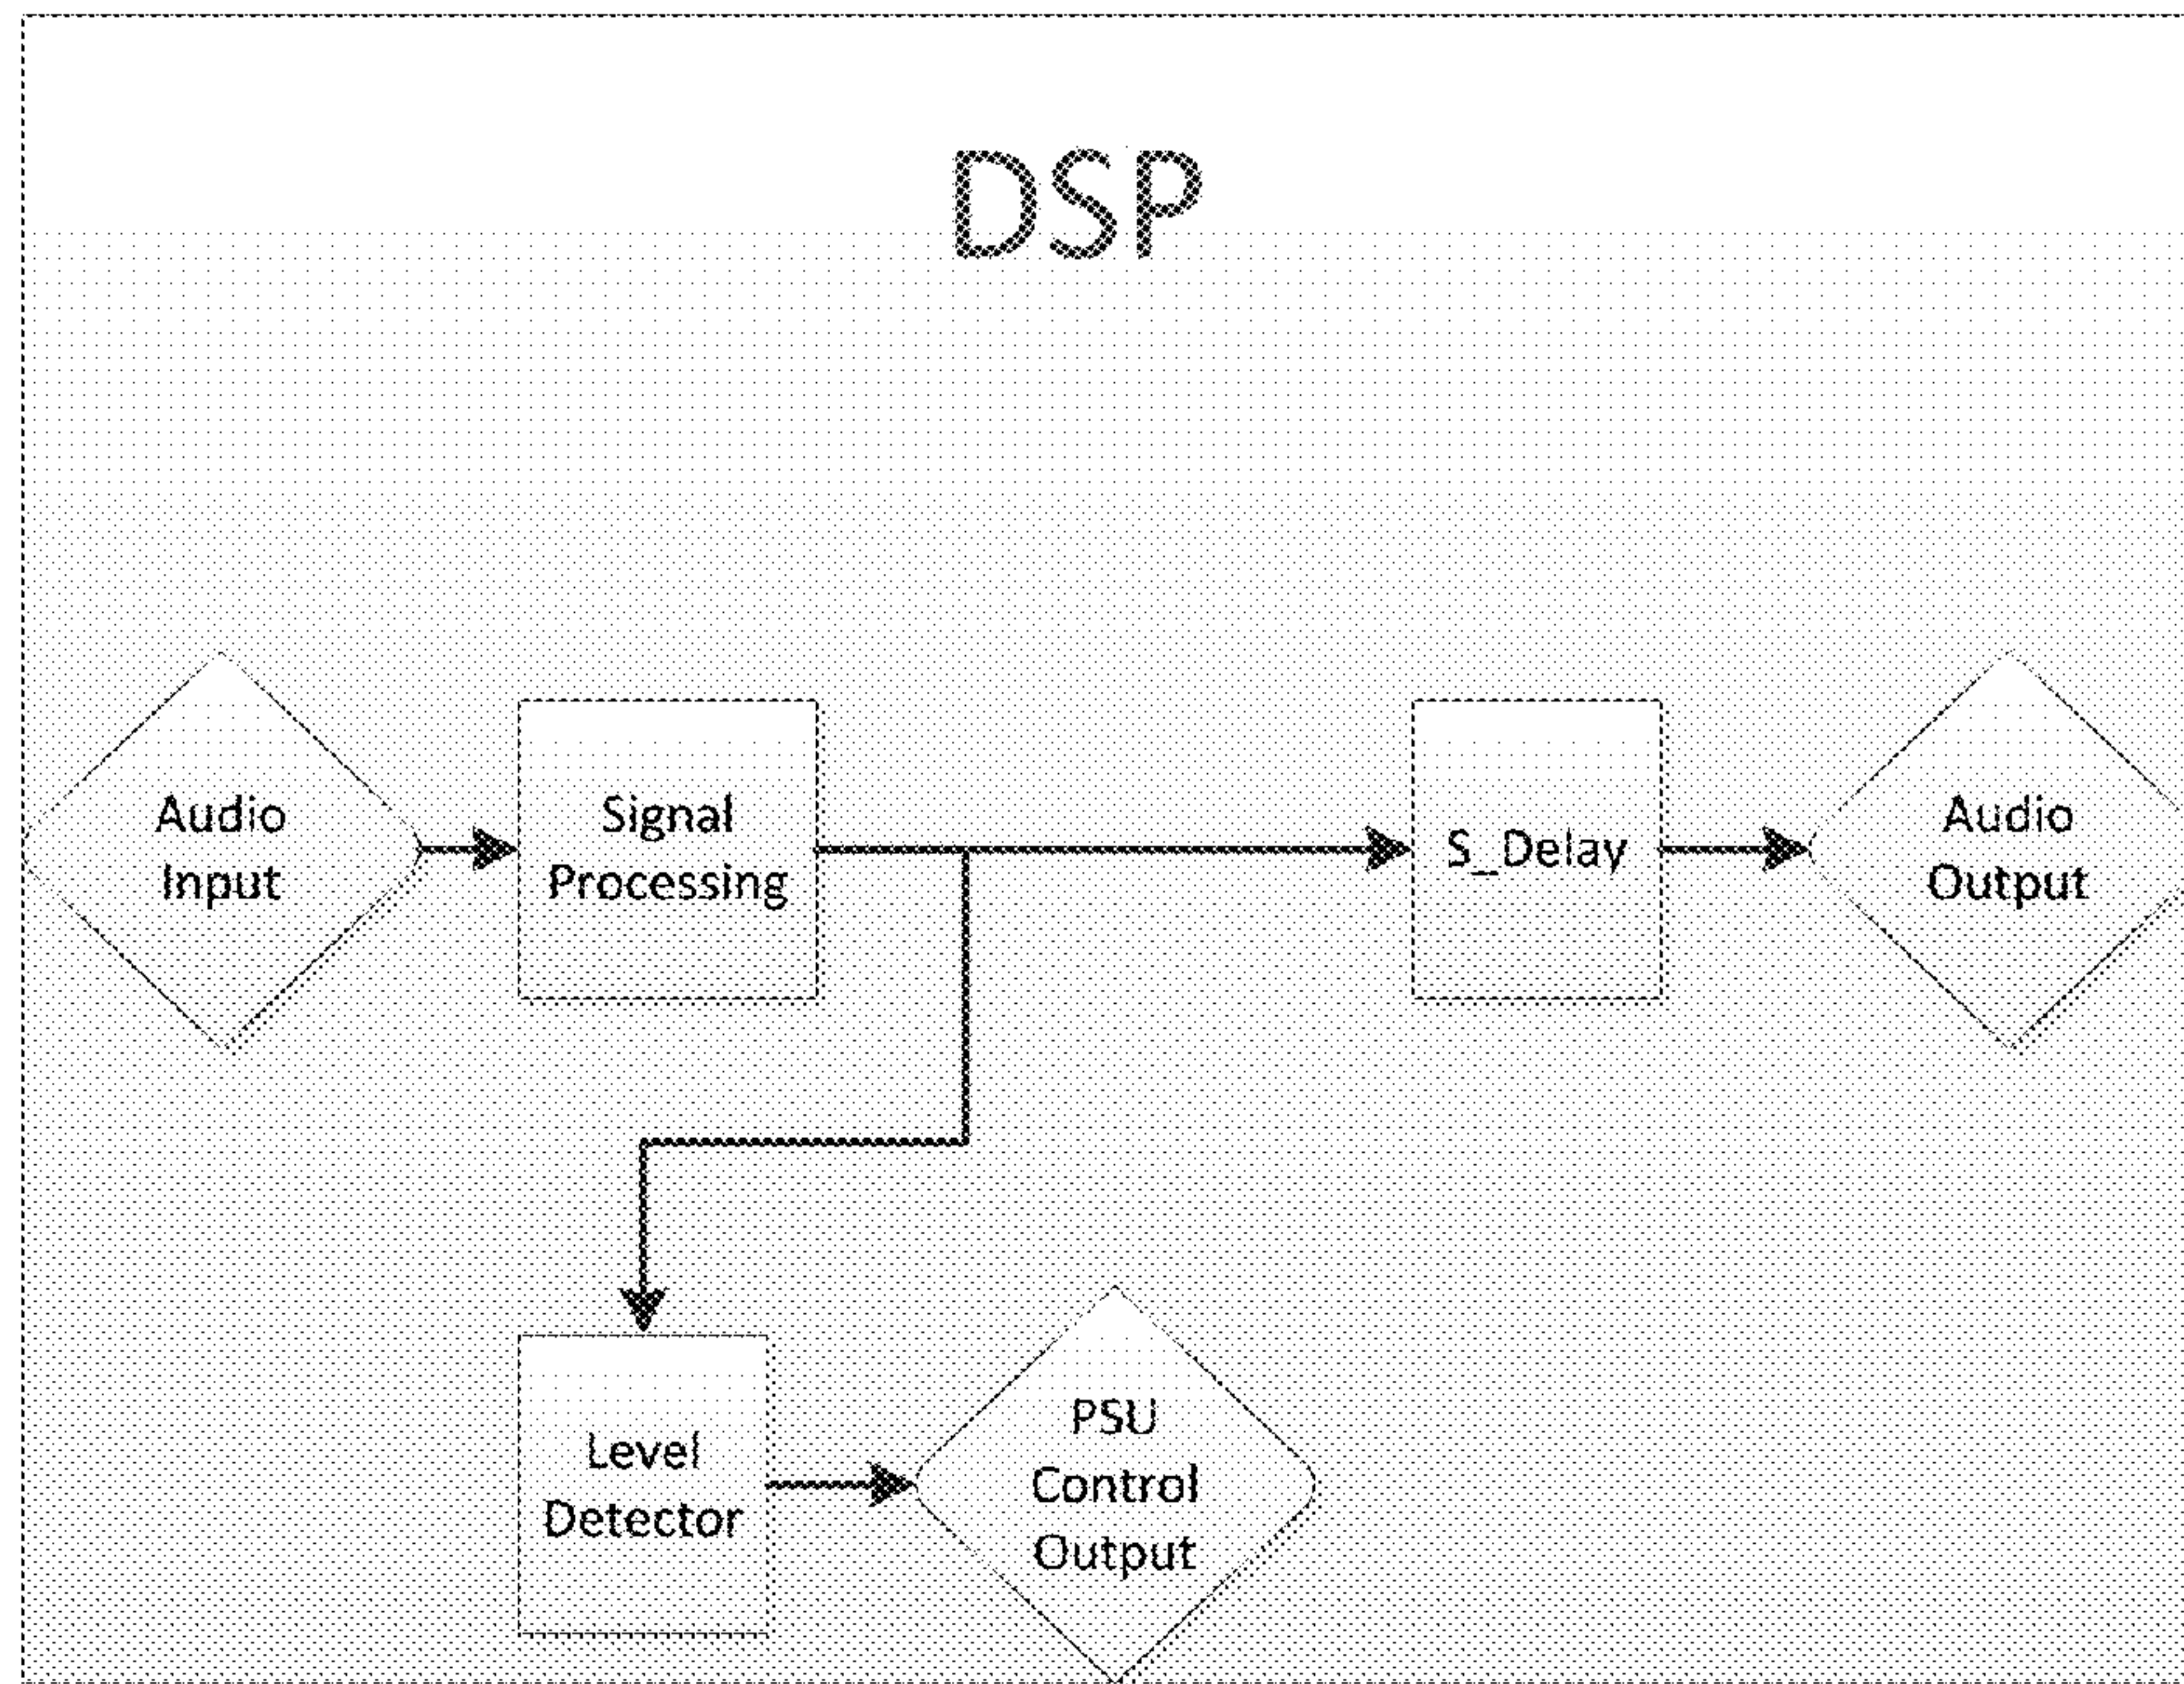 DSP
Audio
Input
Signal
Processing
S_Delay
Audio
Output
Level
Detector
PSU
Control
Output